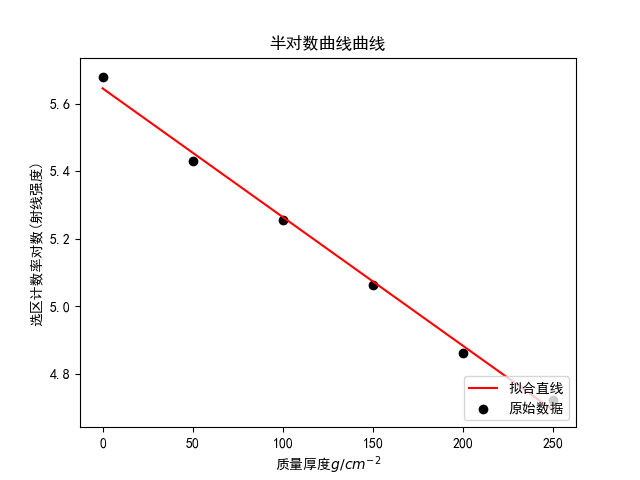 半对数曲线曲线
选区计数率对数(射线强度)
5.6
5.4
5.2
5.0
4.8
拟合直线
原始数据
0 50 100 150 200 250
质量厚度g/cm⁻²